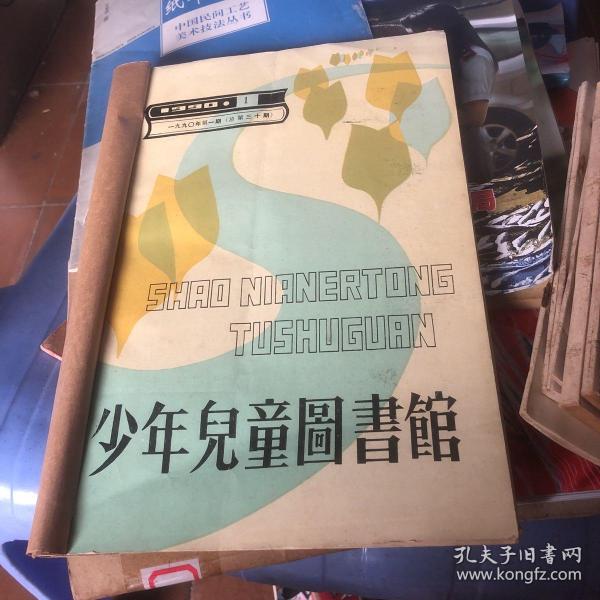 中国民间工艺
美术技法丛书
1990·1
一九九〇年第一期（总第三十期）
SHAO NIANERTONG
TUSHUGUAN
少年兒童圖書館
孔夫子旧书网
www.kongfz.com